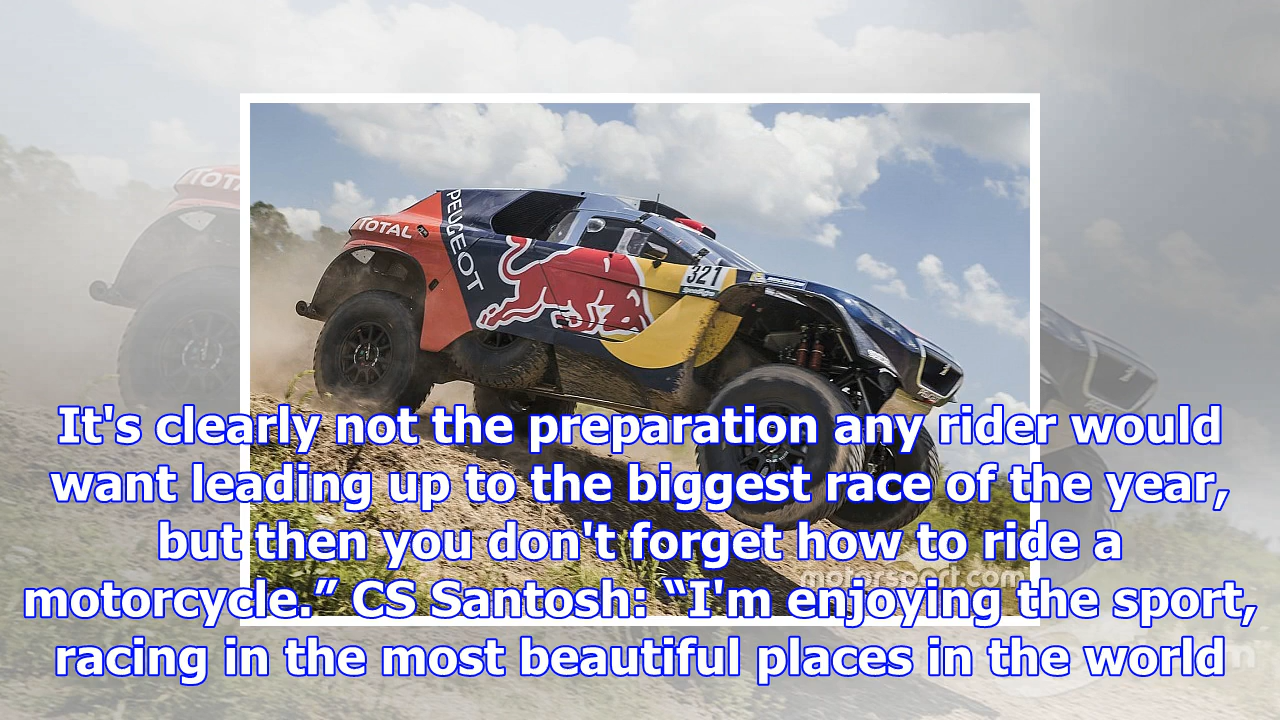 TOTAL
PEUGEOT
321
It's clearly not the preparation any rider would
want leading up to the biggest race of the year,
but then you don't forget how to ride a
motorsport.com
motorcycle.” CS Santosh: “I'm enjoying the sport,
racing in the most beautiful places in the world